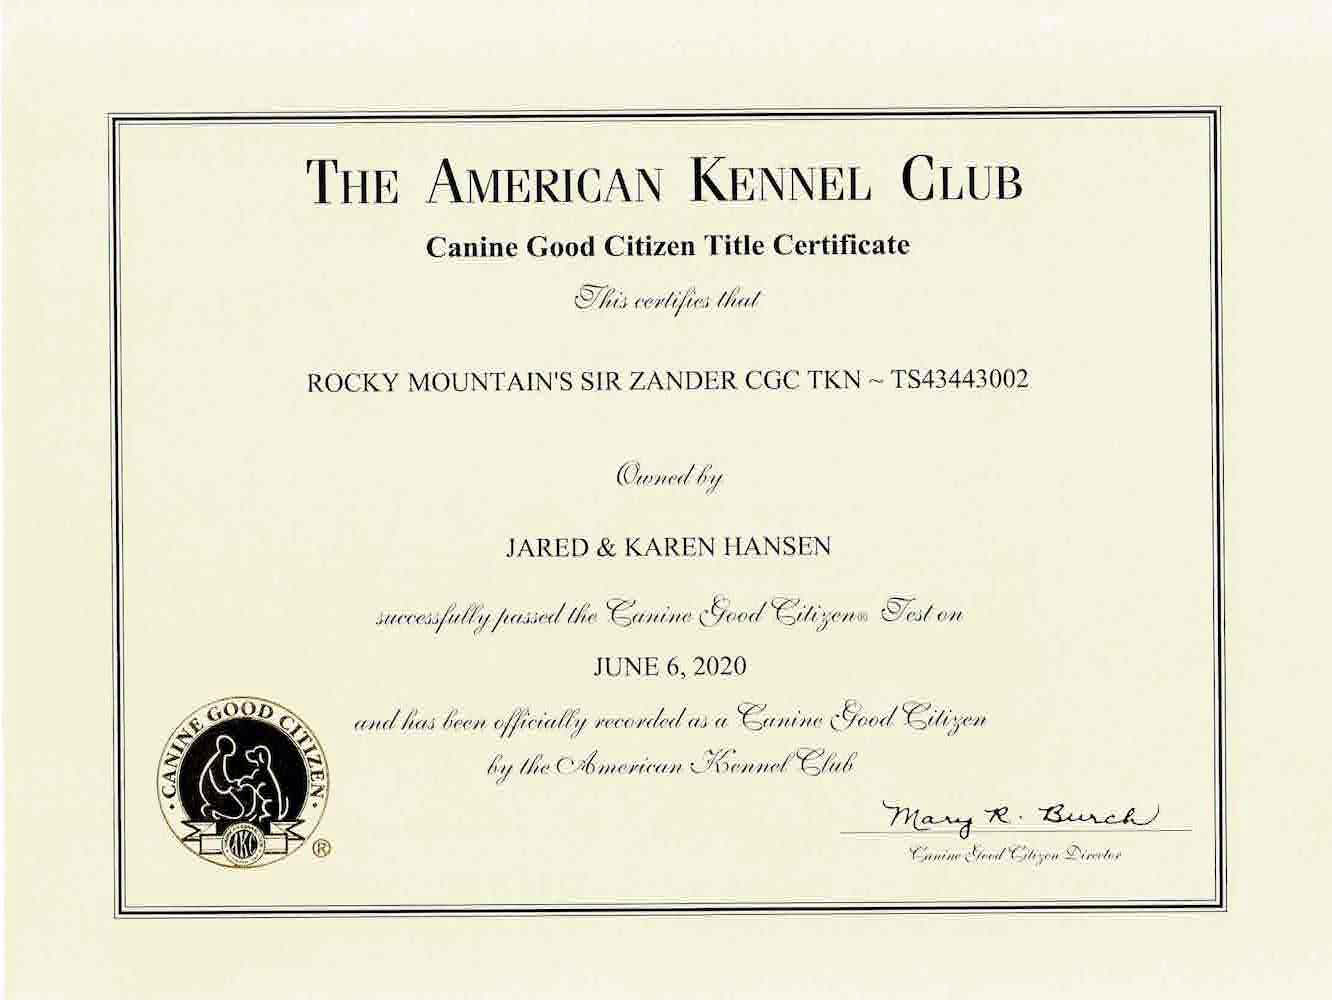 THE AMERICAN KENNEL CLUB
Canine Good Citizen Title Certificate
This certifies that
ROCKY MOUNTAIN'S SIR ZANDER CGC TKN ~ TS43443002
Owned by
JARED & KAREN HANSEN
successfully passed the Canine Good Citizen® Test on
JUNE 6, 2020
and has been officially recorded as a Canine Good Citizen
by the American Kennel Club
· CANINE GOOD CITIZEN ·
AKC
®
Mary R. Burch
Canine Good Citizen Director